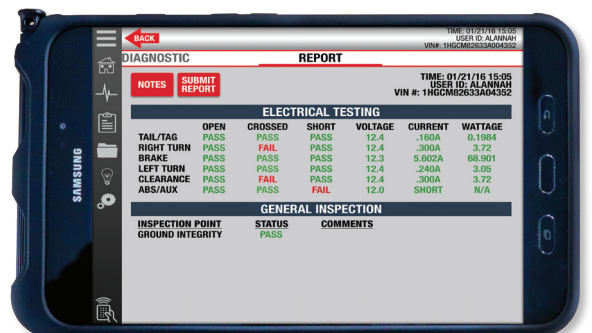 BACK
TIME: 01/21/16 15:05
USER ID: ALANNAH
VIN#: 1HGCM82633A004352
DIAGNOSTIC
REPORT
NOTES
SUBMIT REPORT
TIME: 01/21/16 15:05
USER ID: ALANNAH
VIN #: 1HGCM82633A04352
ELECTRICAL TESTING
OPEN CROSSED SHORT VOLTAGE CURRENT WATTAGE
TAIL/TAG PASS PASS PASS 12.4 .160A 0.1984
RIGHT TURN PASS FAIL PASS 12.4 .300A 3.72
BRAKE PASS PASS PASS 12.3 5.602A 68.901
LEFT TURN PASS PASS PASS 12.4 .240A 3.05
CLEARANCE PASS FAIL PASS 12.4 .300A 3.72
ABS/AUX PASS PASS FAIL 12.0 SHORT N/A
GENERAL INSPECTION
INSPECTION POINT STATUS COMMENTS
GROUND INTEGRITY PASS
SAMSUNG